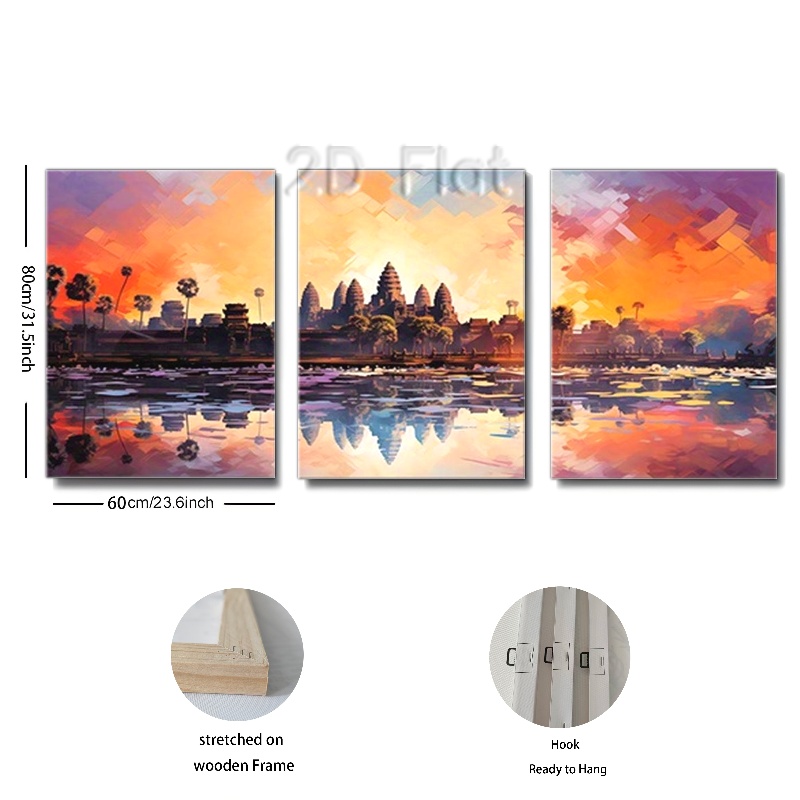 2D Flat
80cm/31.5inch
60cm/23.6inch
stretched on
wooden Frame
Hook
Ready to Hang